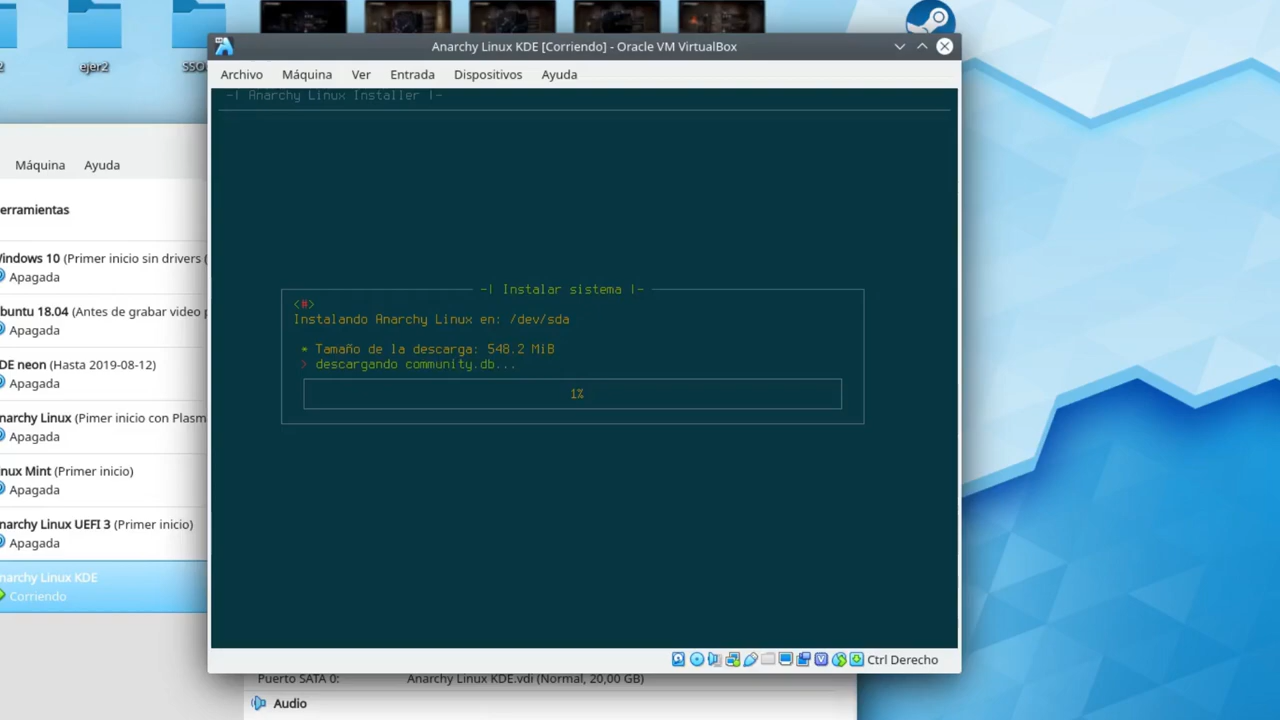 2
ejer2
SSO
Anarchy Linux KDE [Corriendo] - Oracle VM VirtualBox
Archivo Máquina Ver Entrada Dispositivos Ayuda
-| Anarchy Linux Installer |-
-| Instalar sistema |-
<#>
Instalando Anarchy Linux en: /dev/sda
* Tamaño de la descarga: 548.2 MiB
> descargando community.db...
1%
Ctrl Derecho
Máquina Ayuda
erramientas
indows 10 (Primer inicio sin drivers (
Apagada
buntu 18.04 (Antes de grabar video p
Apagada
DE neon (Hasta 2019-08-12)
Apagada
narchy Linux (Pimer inicio con Plasm
Apagada
nux Mint (Primer inicio)
Apagada
narchy Linux UEFI 3 (Primer inicio)
Apagada
narchy Linux KDE
Corriendo
Puerto SATA 0: Anarchy Linux KDE.vdi (Normal, 20,00 GB)
Audio